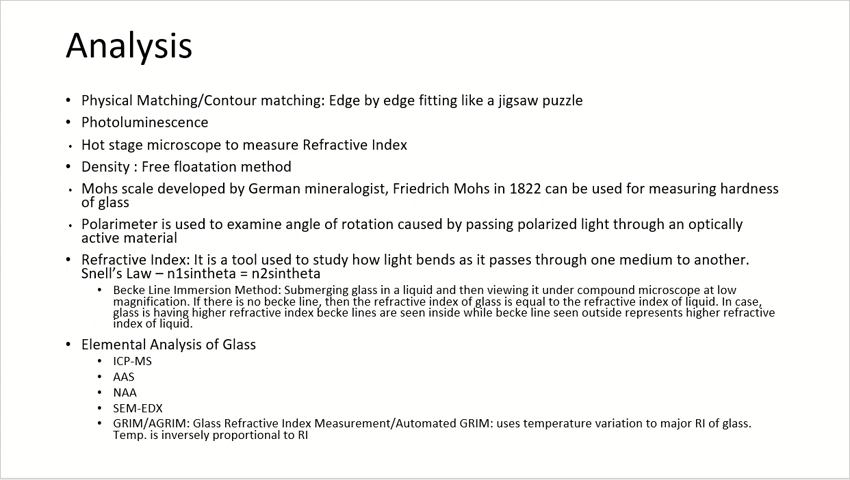 Analysis
• Physical Matching/Contour matching: Edge by edge fitting like a jigsaw puzzle
• Photoluminescence
• Hot stage microscope to measure Refractive Index
• Density : Free floatation method
• Mohs scale developed by German mineralogist, Friedrich Mohs in 1822 can be used for measuring hardness
of glass
• Polarimeter is used to examine angle of rotation caused by passing polarized light through an optically
active material
• Refractive Index: It is a tool used to study how light bends as it passes through one medium to another.
Snell’s Law – n1sintheta = n2sintheta
• Becke Line Immersion Method: Submerging glass in a liquid and then viewing it under compound microscope at low
magnification. If there is no becke line, then the refractive index of glass is equal to the refractive index of liquid. In case,
glass is having higher refractive index becke lines are seen inside while becke line seen outside represents higher refractive
index of liquid.
• Elemental Analysis of Glass
• ICP-MS
• AAS
• NAA
• SEM-EDX
• GRIM/AGRIM: Glass Refractive Index Measurement/Automated GRIM: uses temperature variation to major RI of glass.
Temp. is inversely proportional to RI